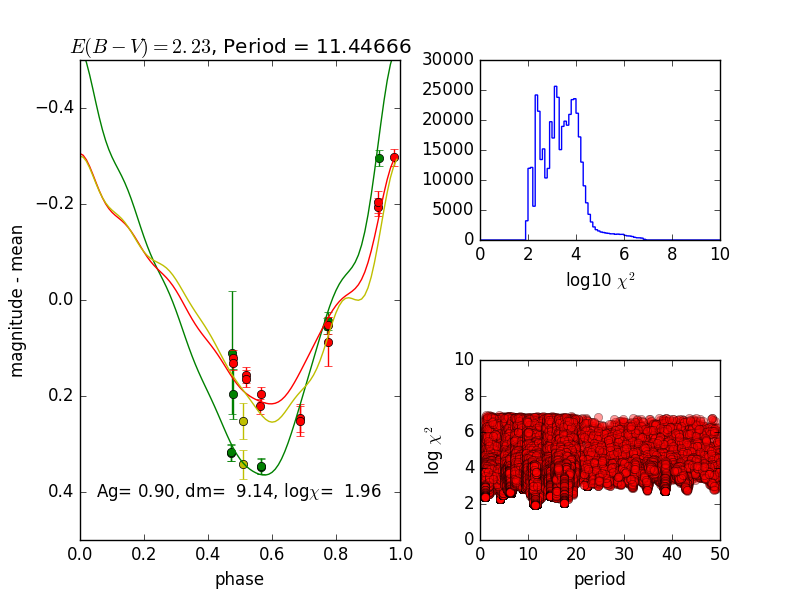 E(B − V) = 2.23, Period = 11.44666
magnitude - mean
−0.4
−0.2
0.0
0.2
0.4
Ag= 0.90, dm= 9.14, logχ= 1.96
0.0 0.2 0.4 0.6 0.8 1.0
phase
30000
25000
20000
15000
10000
5000
0
0 2 4 6 8 10
log10 χ²
log χ²
10
8
6
4
2
0
0 10 20 30 40 50
period